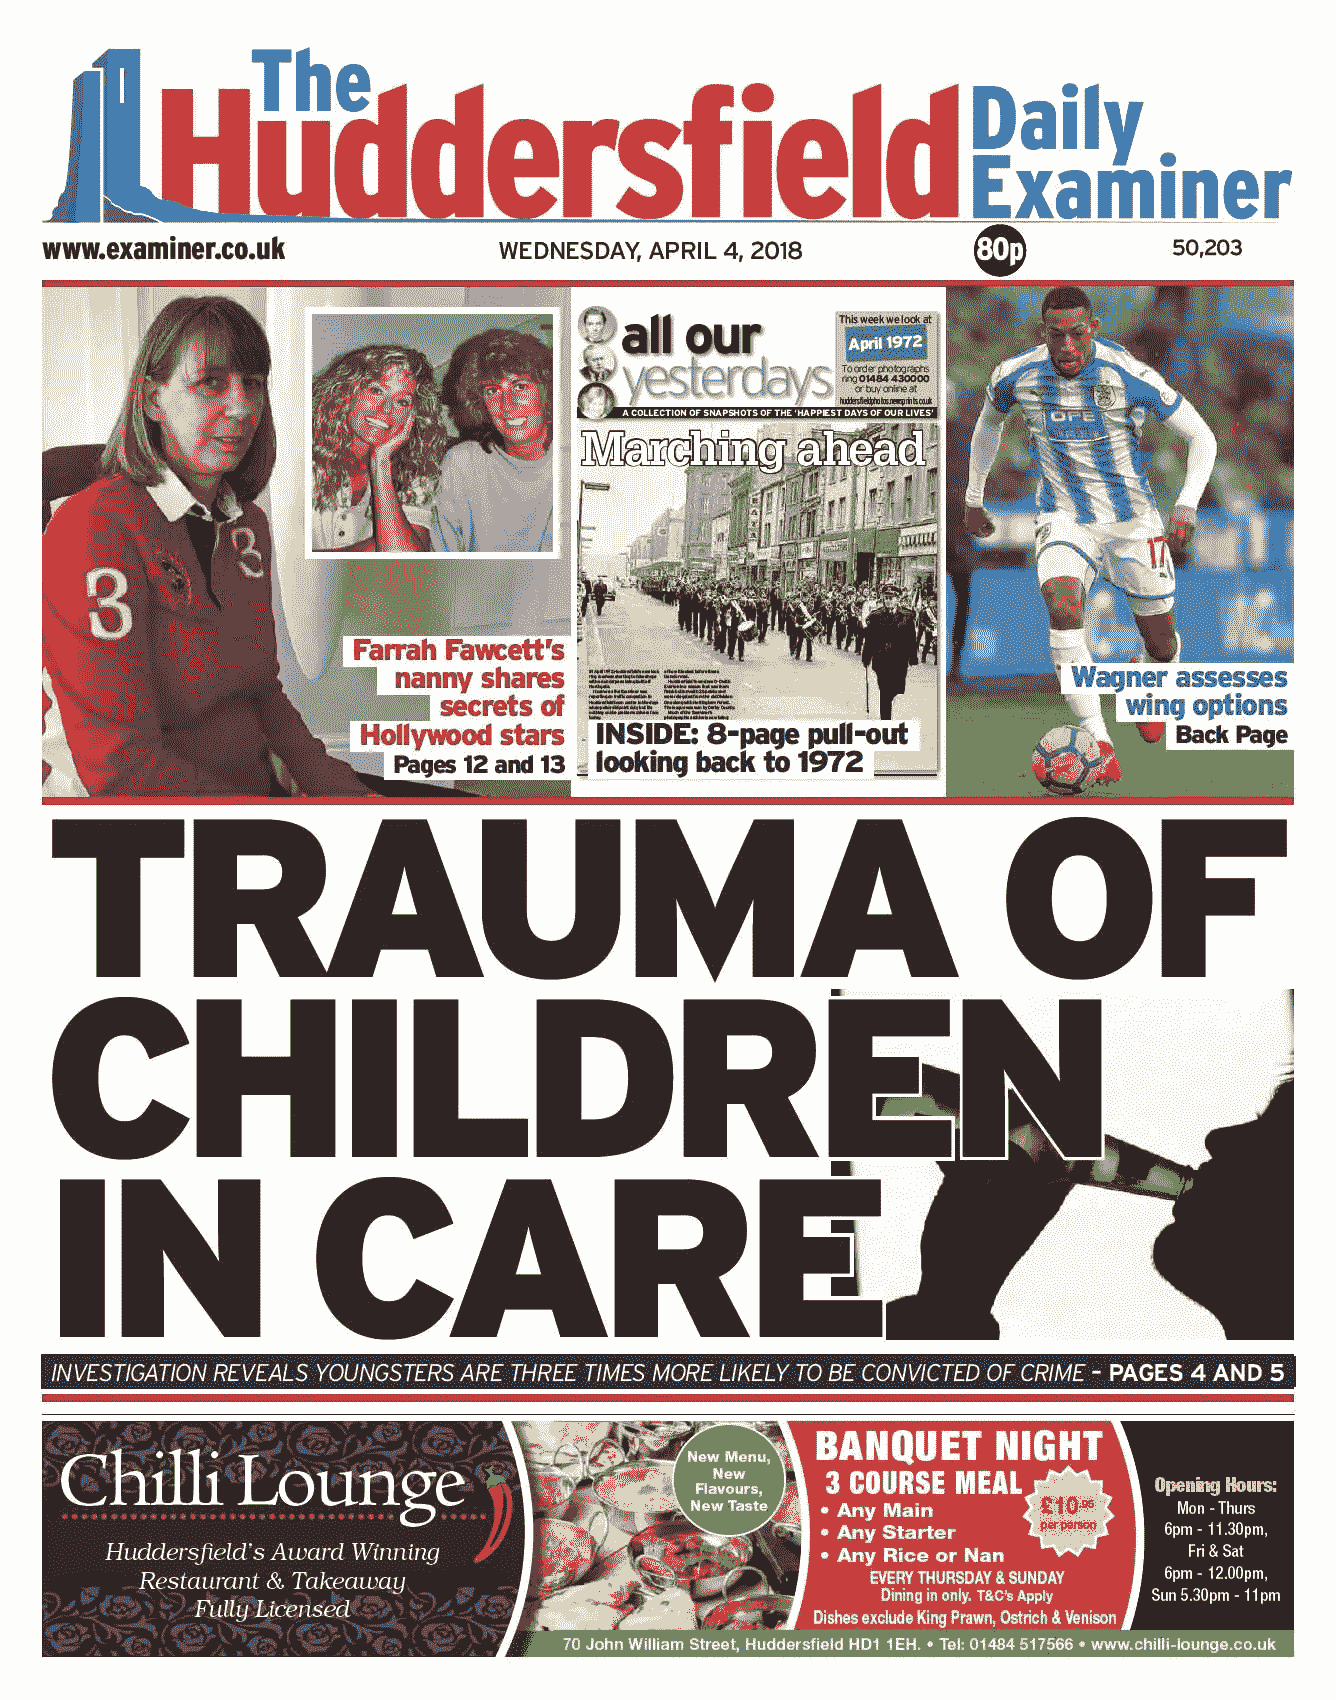 The
Huddersfield
Daily
Examiner
www.examiner.co.uk
WEDNESDAY, APRIL 4, 2018
80p
50,203
3
3
Farrah Fawcett's
nanny shares
secrets of
Hollywood stars
Pages 12 and 13
all our
yesterdays
This week we look at
April 1972
To order photographs
ring 01484 430000
or buy online at
A COLLECTION OF SNAPSHOTS OF THE 'HAPPIEST DAYS OF OUR LIVES'
Marching ahead
INSIDE: 8-page pull-out
looking back to 1972
OPE
17
Wagner assesses
wing options
Back Page
TRAUMA OF
CHILDREN
IN CARE
INVESTIGATION REVEALS YOUNGSTERS ARE THREE TIMES MORE LIKELY TO BE CONVICTED OF CRIME - PAGES 4 AND 5
Chilli Lounge
Huddersfield's Award Winning
Restaurant & Takeaway
Fully Licensed
New Menu,
New
Flavours,
New Taste
BANQUET NIGHT
3 COURSE MEAL
• Any Main
• Any Starter
• Any Rice or Nan
£10.95
per person
EVERY THURSDAY & SUNDAY
Dining in only. T&C's Apply
Dishes exclude King Prawn, Ostrich & Venison
Opening Hours:
Mon - Thurs
6pm - 11.30pm,
Fri & Sat
6pm - 12.00pm,
Sun 5.30pm - 11pm
70 John William Street, Huddersfield HD1 1EH. • Tel: 01484 517566 • www.chilli-lounge.co.uk